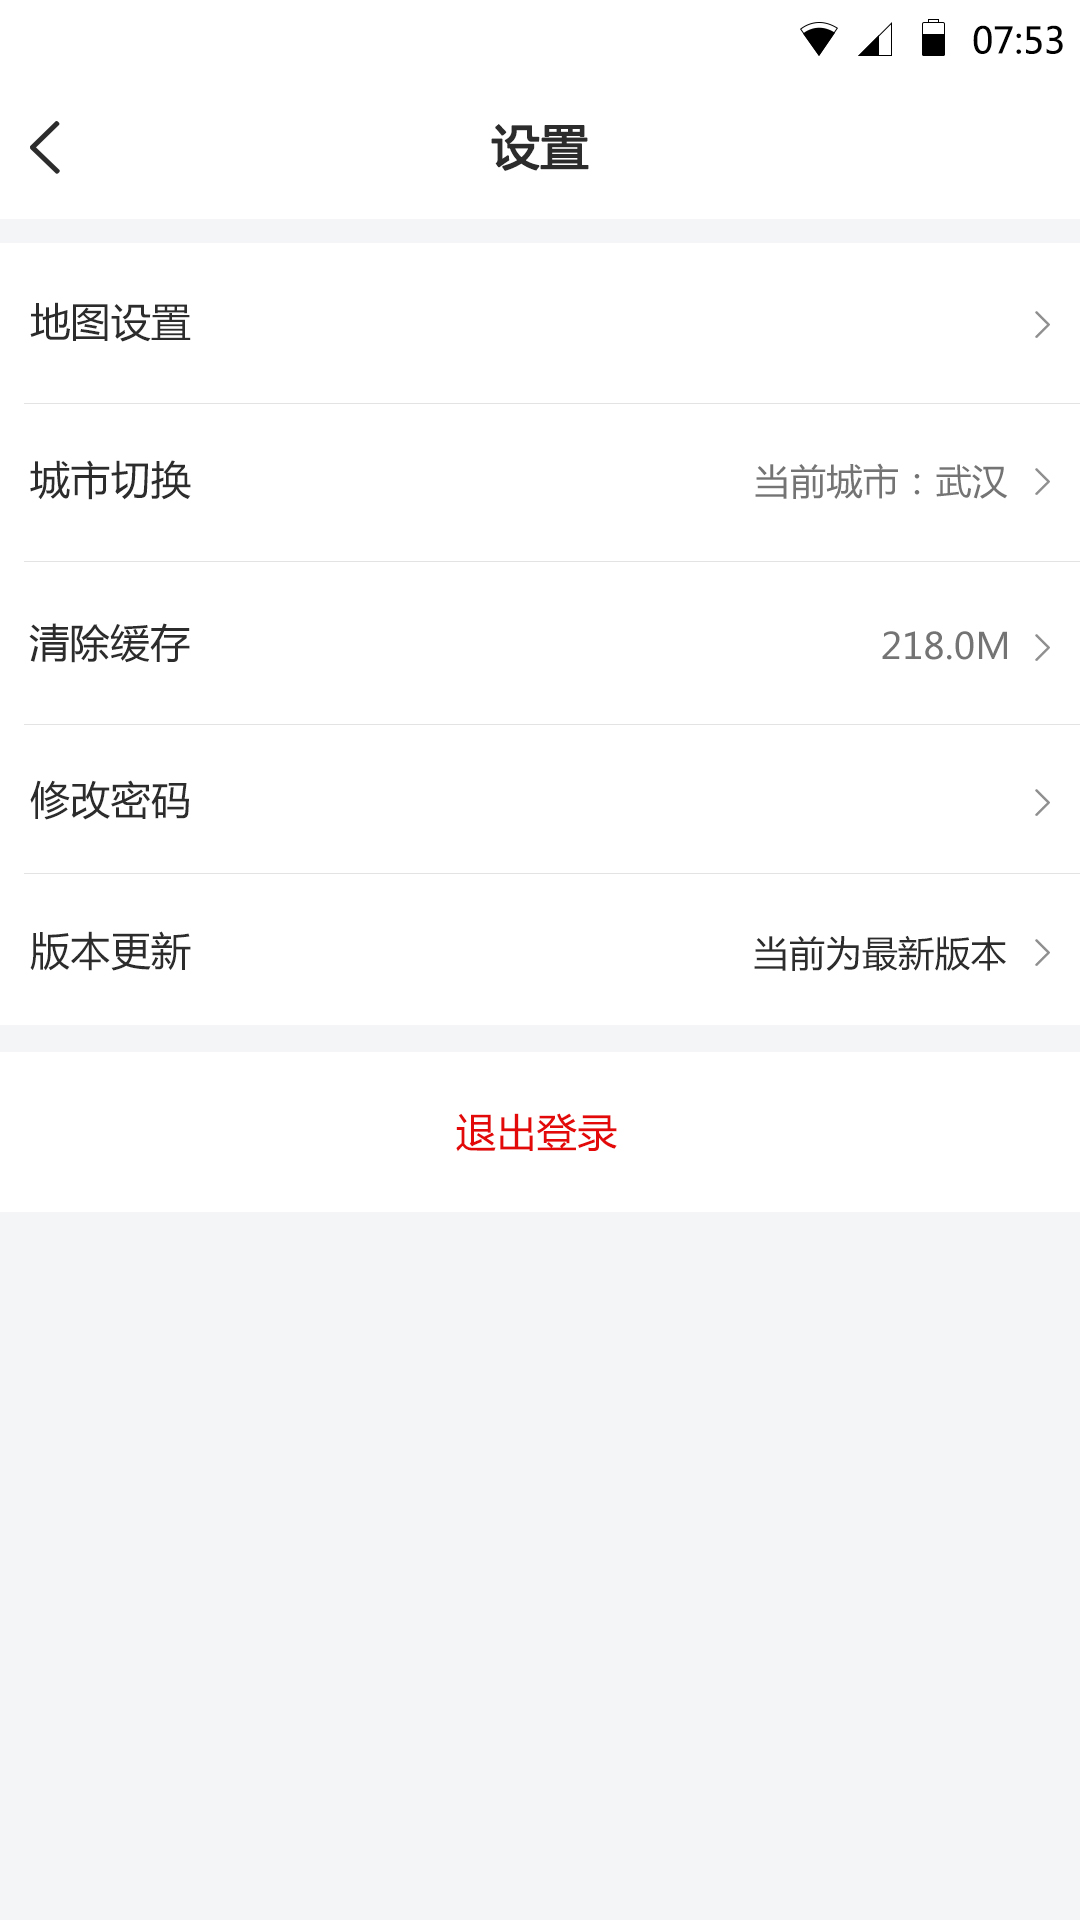 07:53
设置
地图设置
城市切换 当前城市：武汉
清除缓存 218.0M
修改密码
版本更新 当前为最新版本
退出登录